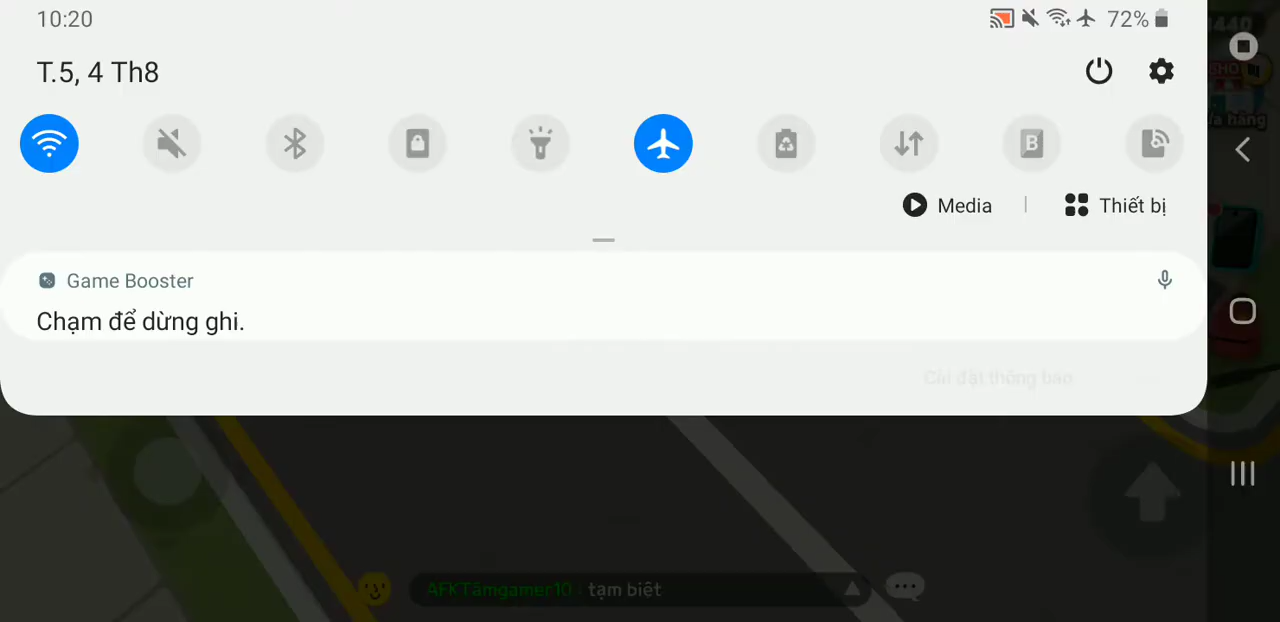 10:20
72%
T.5, 4 Th8
Media
Thiết bị
Game Booster
Chạm để dừng ghi.
Cài đặt thông báo
AFKTâmgamer10 : tạm biệt